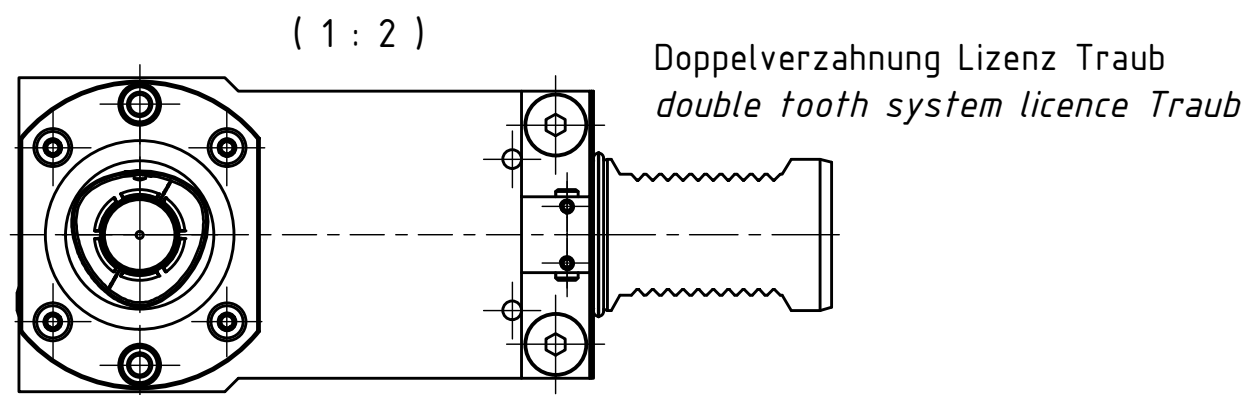 ( 1 : 2 )
Doppelverzahnung Lizenz Traub
double tooth system licence Traub